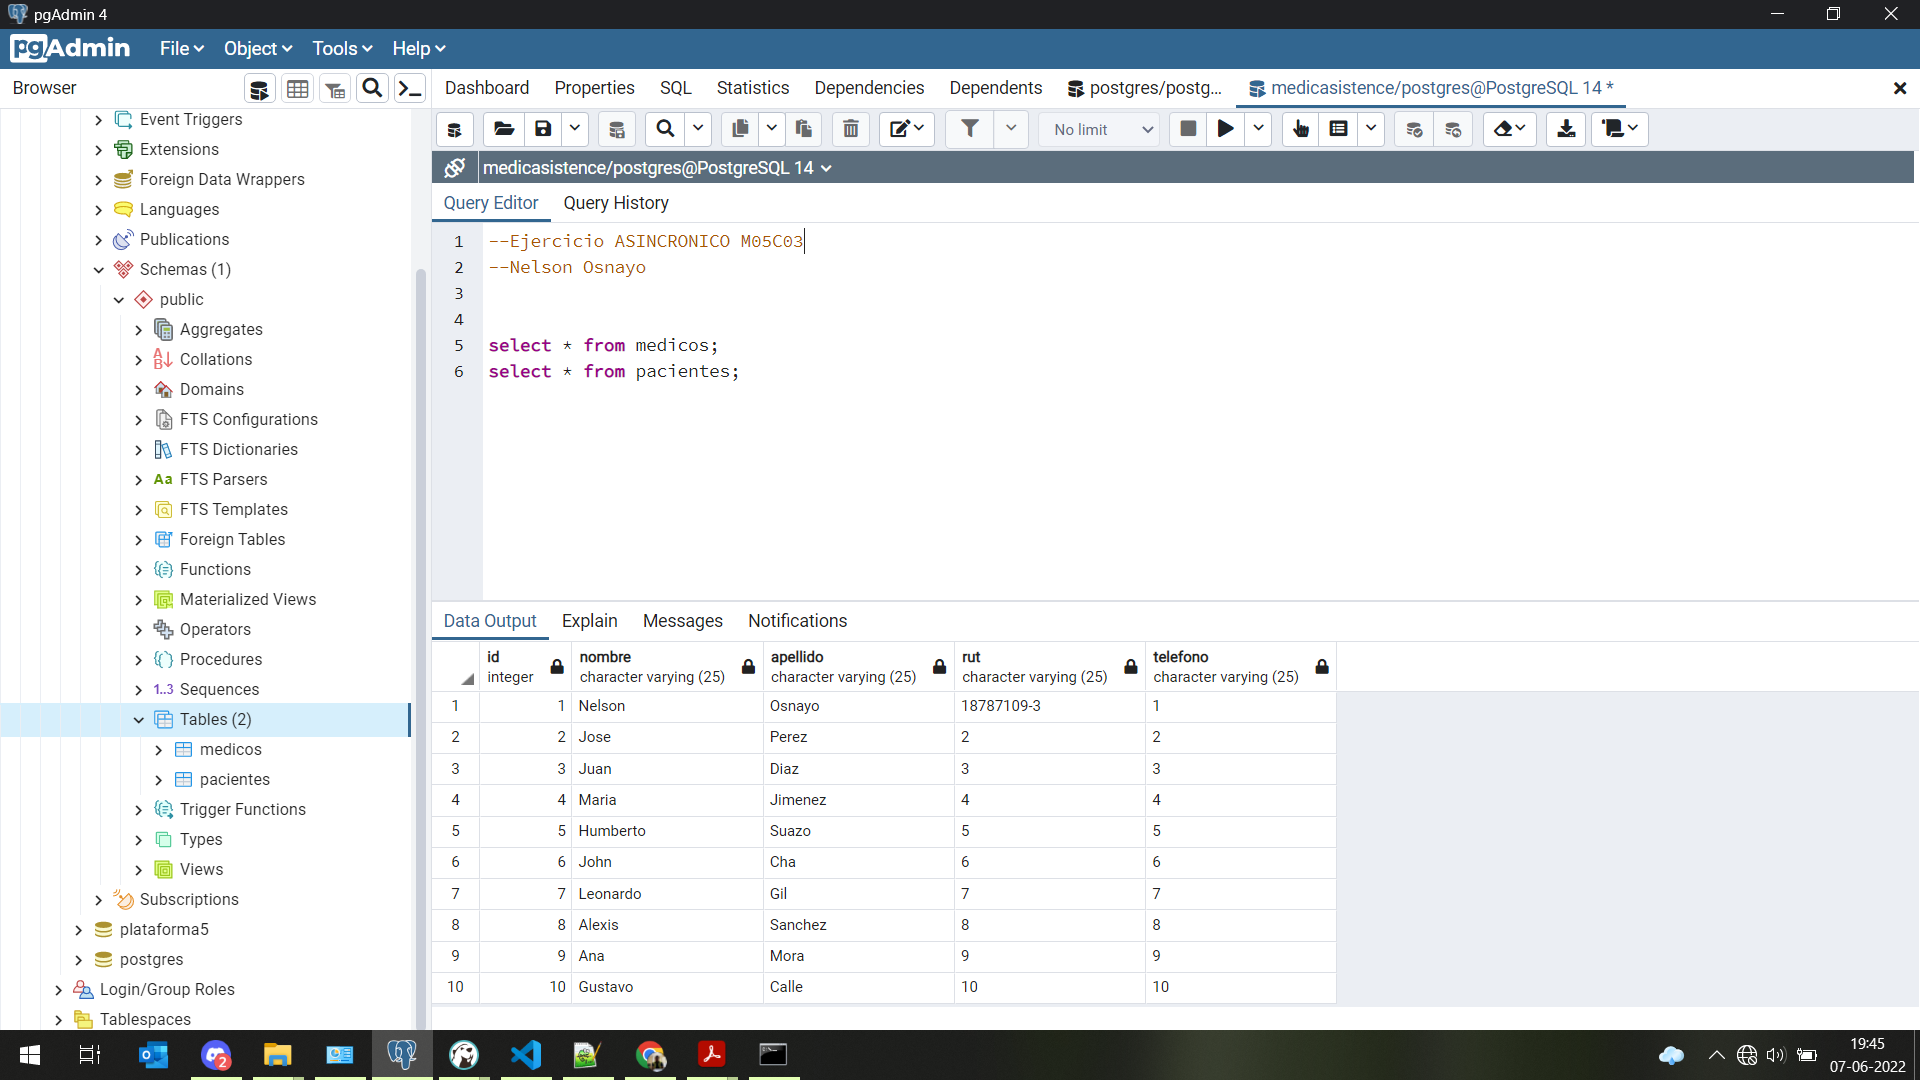 pgAdmin 4
pgAdmin File Object Tools Help
Browser
Dashboard Properties SQL Statistics Dependencies Dependents postgres/postg... medicasistence/postgres@PostgreSQL 14 *
No limit
medicasistence/postgres@PostgreSQL 14
Query Editor Query History
Event Triggers
Extensions
Foreign Data Wrappers
Languages
Publications
Schemas (1)
public
Aggregates
Collations
Domains
FTS Configurations
FTS Dictionaries
Aa FTS Parsers
FTS Templates
Foreign Tables
Functions
Materialized Views
Operators
Procedures
1..3 Sequences
Tables (2)
medicos
pacientes
Trigger Functions
Types
Views
Subscriptions
plataforma5
postgres
Login/Group Roles
Tablespaces
1 --Ejercicio ASINCRONICO M05C03
2 --Nelson Osnayo
3
4
5 select * from medicos;
6 select * from pacientes;
Data Output Explain Messages Notifications
id nombre apellido rut telefono
integer character varying (25) character varying (25) character varying (25) character varying (25)
1 1 Nelson Osnayo 18787109-3 1
2 2 Jose Perez 2 2
3 3 Juan Diaz 3 3
4 4 Maria Jimenez 4 4
5 5 Humberto Suazo 5 5
6 6 John Cha 6 6
7 7 Leonardo Gil 7 7
8 8 Alexis Sanchez 8 8
9 9 Ana Mora 9 9
10 10 Gustavo Calle 10 10
2
19:45
07-06-2022